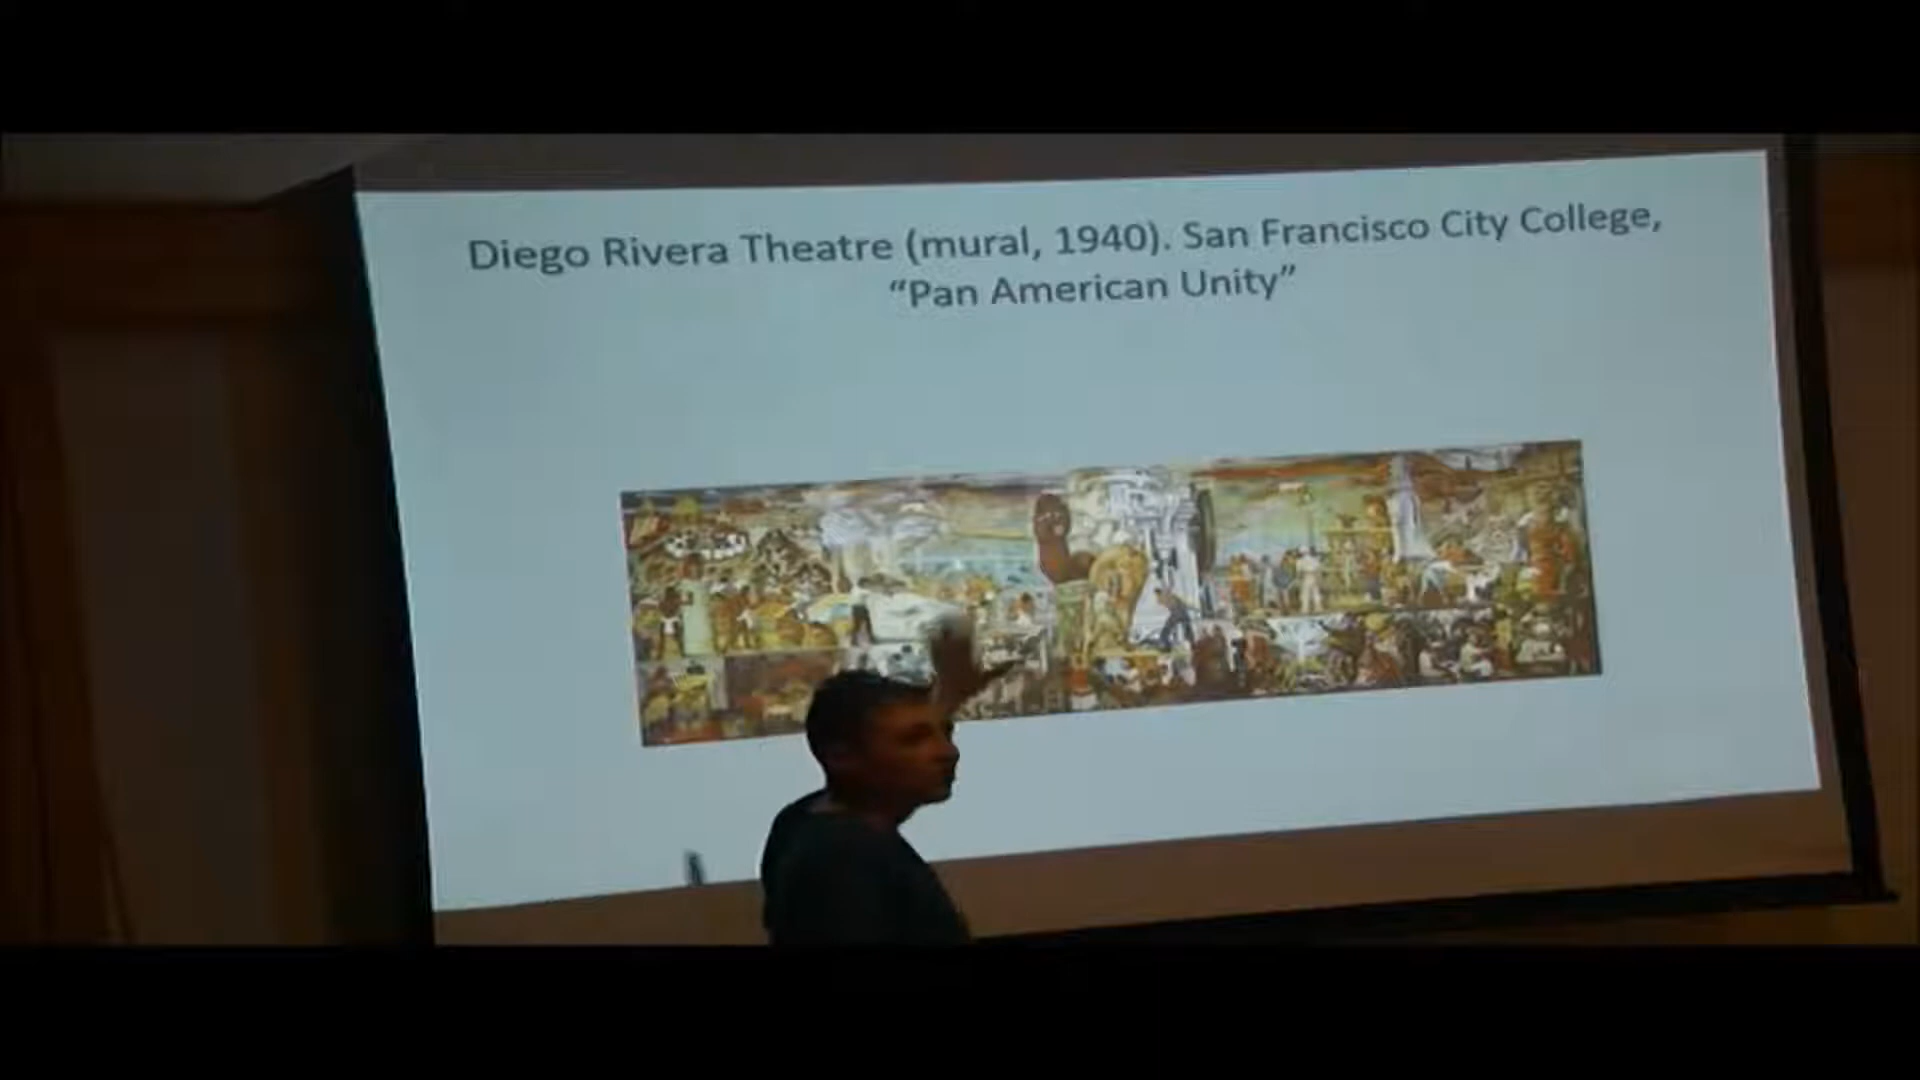 Diego Rivera Theatre (mural, 1940). San Francisco City College,
“Pan American Unity”